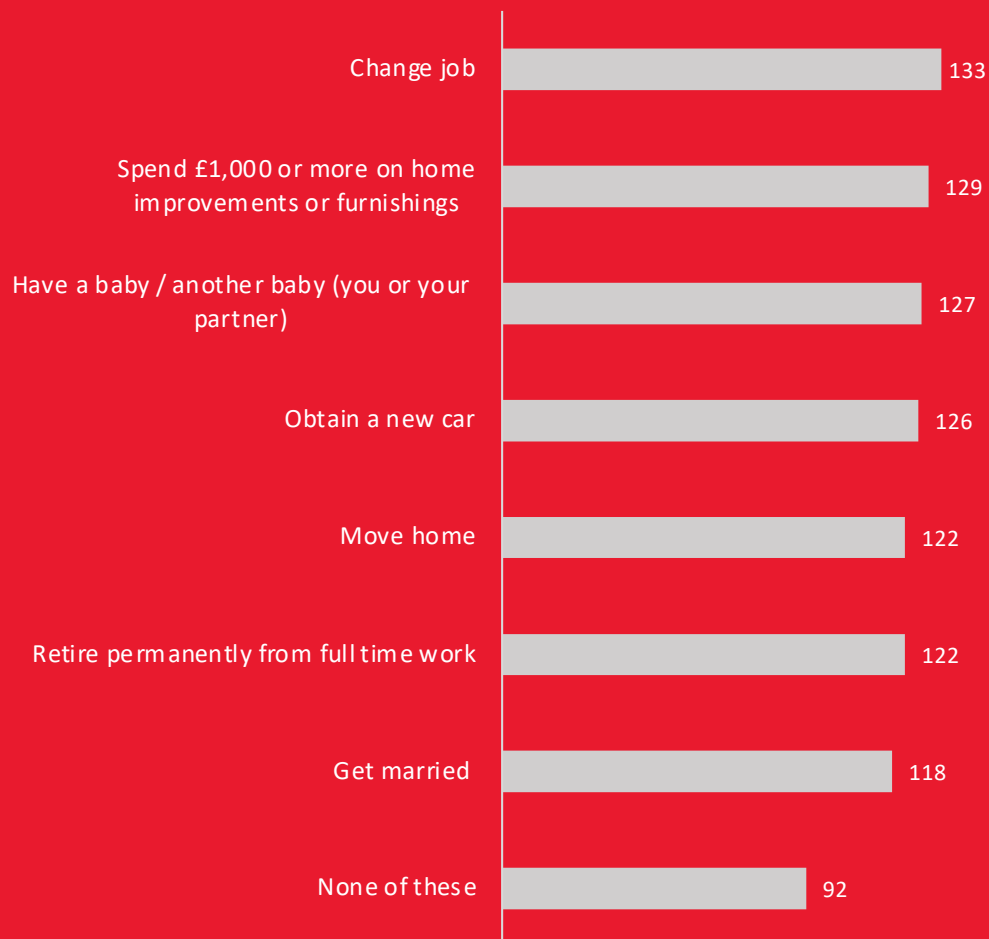 Change job
133
Spend £1,000 or more on home
improvements or furnishings
129
Have a baby / another baby (you or your
partner)
127
Obtain a new car
126
Move home
122
Retire permanently from full time work
122
Get married
118
None of these
92